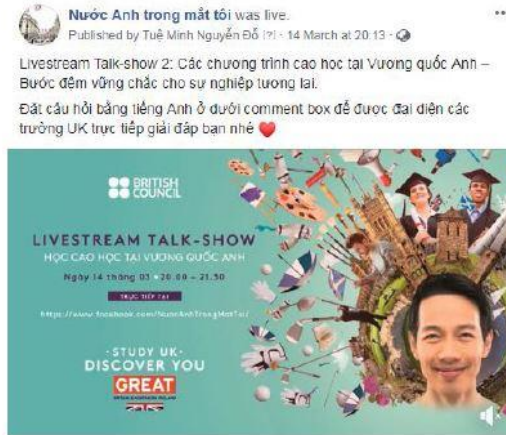 Nước Anh trong mắt tôi was live.
Published by Tuệ Minh Nguyễn Đỗ [?] · 14 March at 20:13 ·
Livestream Talk-show 2: Các chương trình cao học tại Vương quốc Anh –
Bước đệm vững chắc cho sự nghiệp tương lai.
Đặt câu hỏi bằng tiếng Anh ở dưới comment box để được đại diện các
trường UK trực tiếp giải đáp bạn nhé
BRITISH
COUNCIL
LIVESTREAM TALK-SHOW
HỌC CAO HỌC TẠI VƯƠNG QUỐC ANH
Ngày 14 tháng 03 • 20.00 – 21.30
TRỰC TIẾP TẠI
https://www.facebook.com/NuocAnhTrongMatToi/
· STUDY UK ·
DISCOVER YOU
GREAT